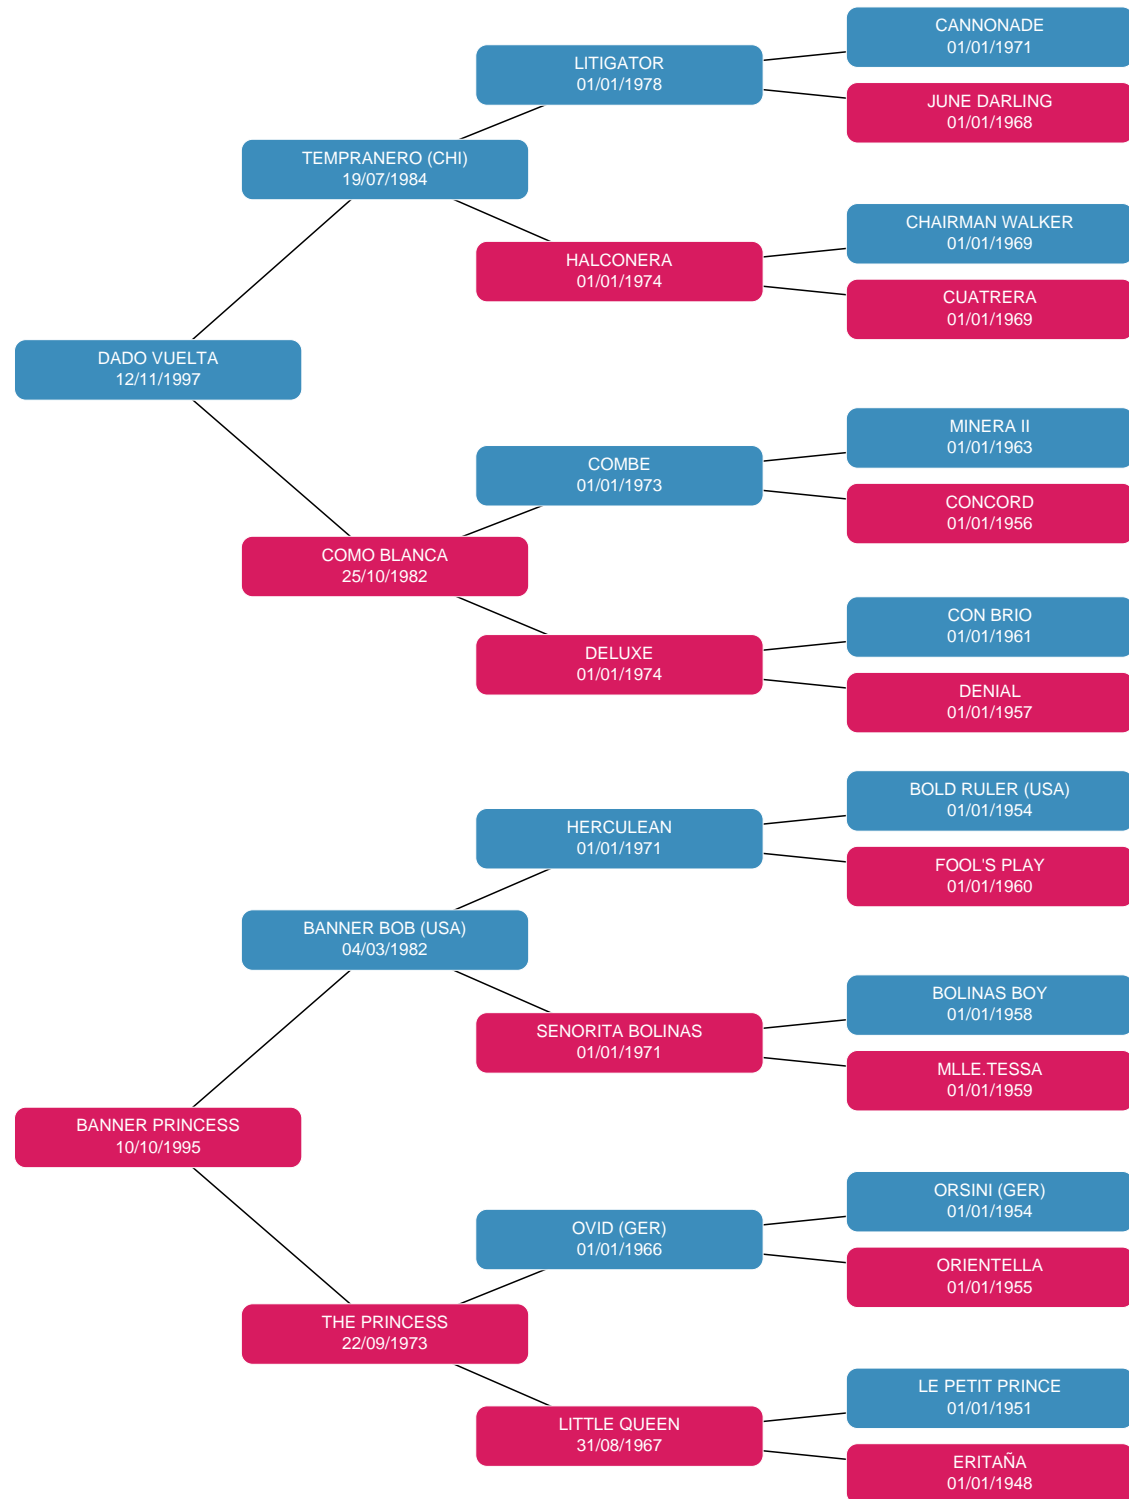 CANNONADE
01/01/1971
LITIGATOR
01/01/1978
JUNE DARLING
01/01/1968
TEMPRANERO (CHI)
19/07/1984
CHAIRMAN WALKER
01/01/1969
HALCONERA
01/01/1974
CUATRERA
01/01/1969
DADO VUELTA
12/11/1997
MINERA II
01/01/1963
COMBE
01/01/1973
CONCORD
01/01/1956
COMO BLANCA
25/10/1982
CON BRIO
01/01/1961
DELUXE
01/01/1974
DENIAL
01/01/1957
BOLD RULER (USA)
01/01/1954
HERCULEAN
01/01/1971
FOOL'S PLAY
01/01/1960
BANNER BOB (USA)
04/03/1982
BOLINAS BOY
01/01/1958
SENORITA BOLINAS
01/01/1971
MLLE.TESSA
01/01/1959
BANNER PRINCESS
10/10/1995
ORSINI (GER)
01/01/1954
OVID (GER)
01/01/1966
ORIENTELLA
01/01/1955
THE PRINCESS
22/09/1973
LE PETIT PRINCE
01/01/1951
LITTLE QUEEN
31/08/1967
ERITAÑA
01/01/1948